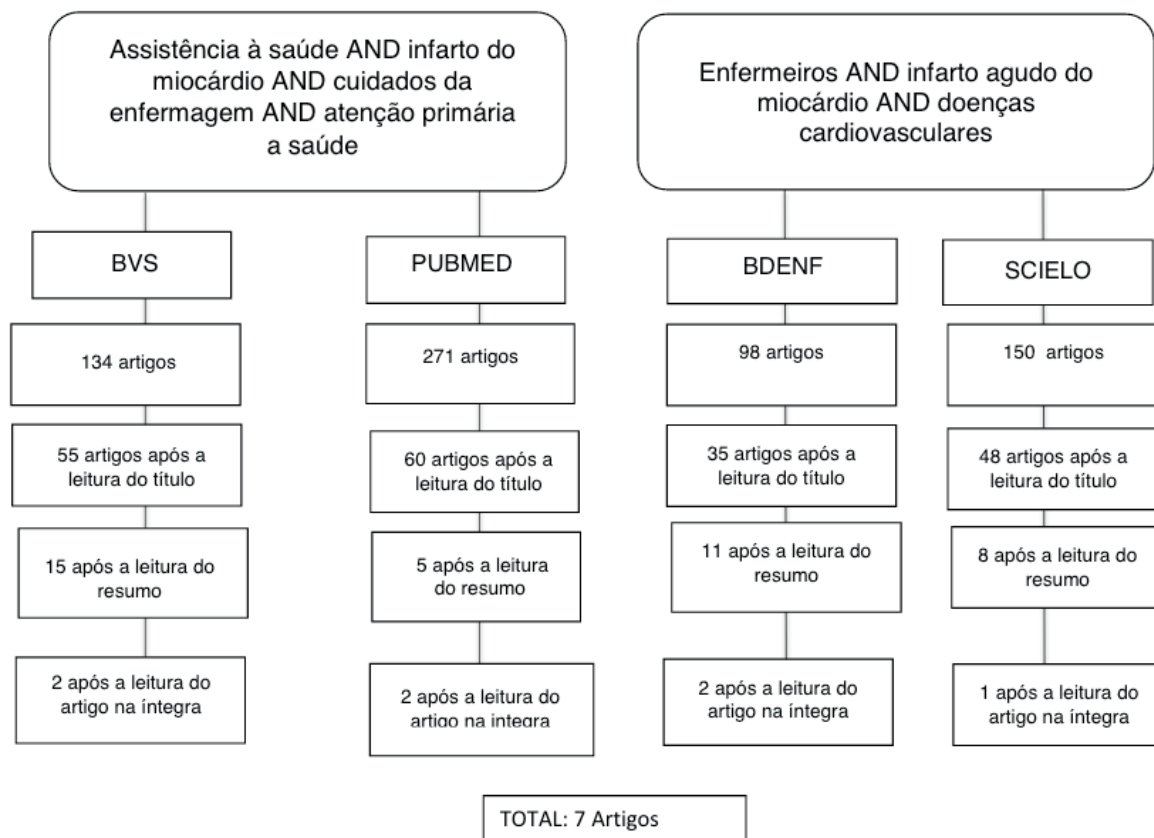 Assistência à saúde AND infarto do
miocárdio AND cuidados da
enfermagem AND atenção primária
a saúde
Enfermeiros AND infarto agudo do
miocárdio AND doenças
cardiovasculares
BVS
PUBMED
BDENF
SCIELO
134 artigos
271 artigos
98 artigos
150 artigos
55 artigos após a
leitura do título
60 artigos após a
leitura do título
35 artigos após a
leitura do título
48 artigos após a
leitura do título
15 após a leitura do
resumo
5 após a leitura
do resumo
11 após a leitura do
resumo
8 após a leitura do
resumo
2 após a leitura do
artigo na íntegra
2 após a leitura do
artigo na íntegra
2 após a leitura do
artigo na íntegra
1 após a leitura do
artigo na íntegra
TOTAL: 7 Artigos